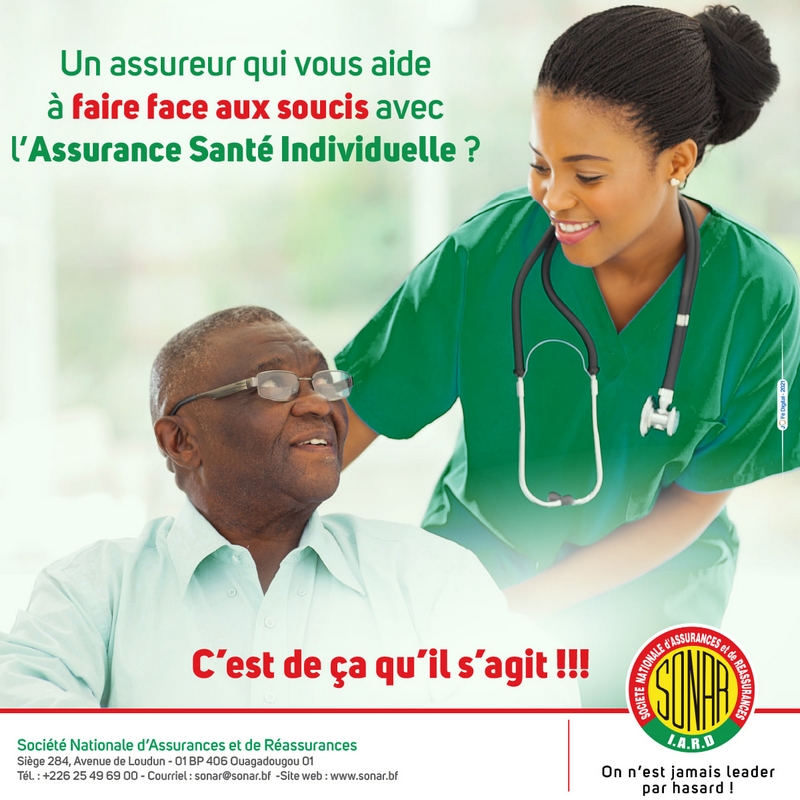 Un assureur qui vous aide
à faire face aux soucis avec
l'Assurance Santé Individuelle ?
Fé Digital - 2021
C'est de ça qu'il s'agit !!!
SOCIETE NATIONALE d'ASSURANCES et de REASSURANCES
SONAR
I.A.R.D
Société Nationale d'Assurances et de Réassurances
Siège 284, Avenue de Loudun - 01 BP 406 Ouagadougou 01
Tél. : +226 25 49 69 00 - Courriel : sonar@sonar.bf -Site web : www.sonar.bf
On n'est jamais leader
par hasard !